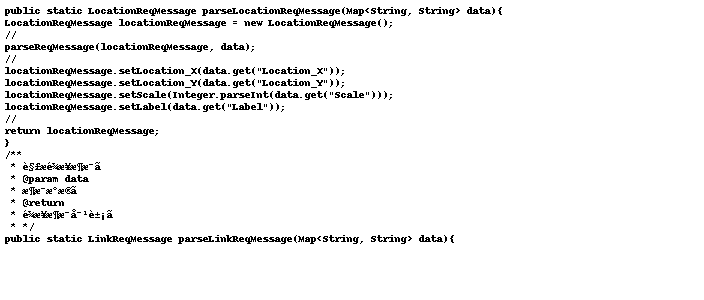 public static LocationReqMessage parseLocationReqMessage(Map<String, String> data){
LocationReqMessage locationReqMessage = new LocationReqMessage();
//
parseReqMessage(locationReqMessage, data);
//
locationReqMessage.setLocation_X(data.get("Location_X"));
locationReqMessage.setLocation_Y(data.get("Location_Y"));
locationReqMessage.setScale(Integer.parseInt(data.get("Scale")));
locationReqMessage.setLabel(data.get("Label"));
//
return locationReqMessage;
}
/**
* è§£æé¾æ¥æ¶æ¯ã
* @param data
* æ¶æ¯æ°æ®ã
* @return
* é¾æ¥æ¶æ¯å¯¹è±¡ã
* */
public static LinkReqMessage parseLinkReqMessage(Map<String, String> data){